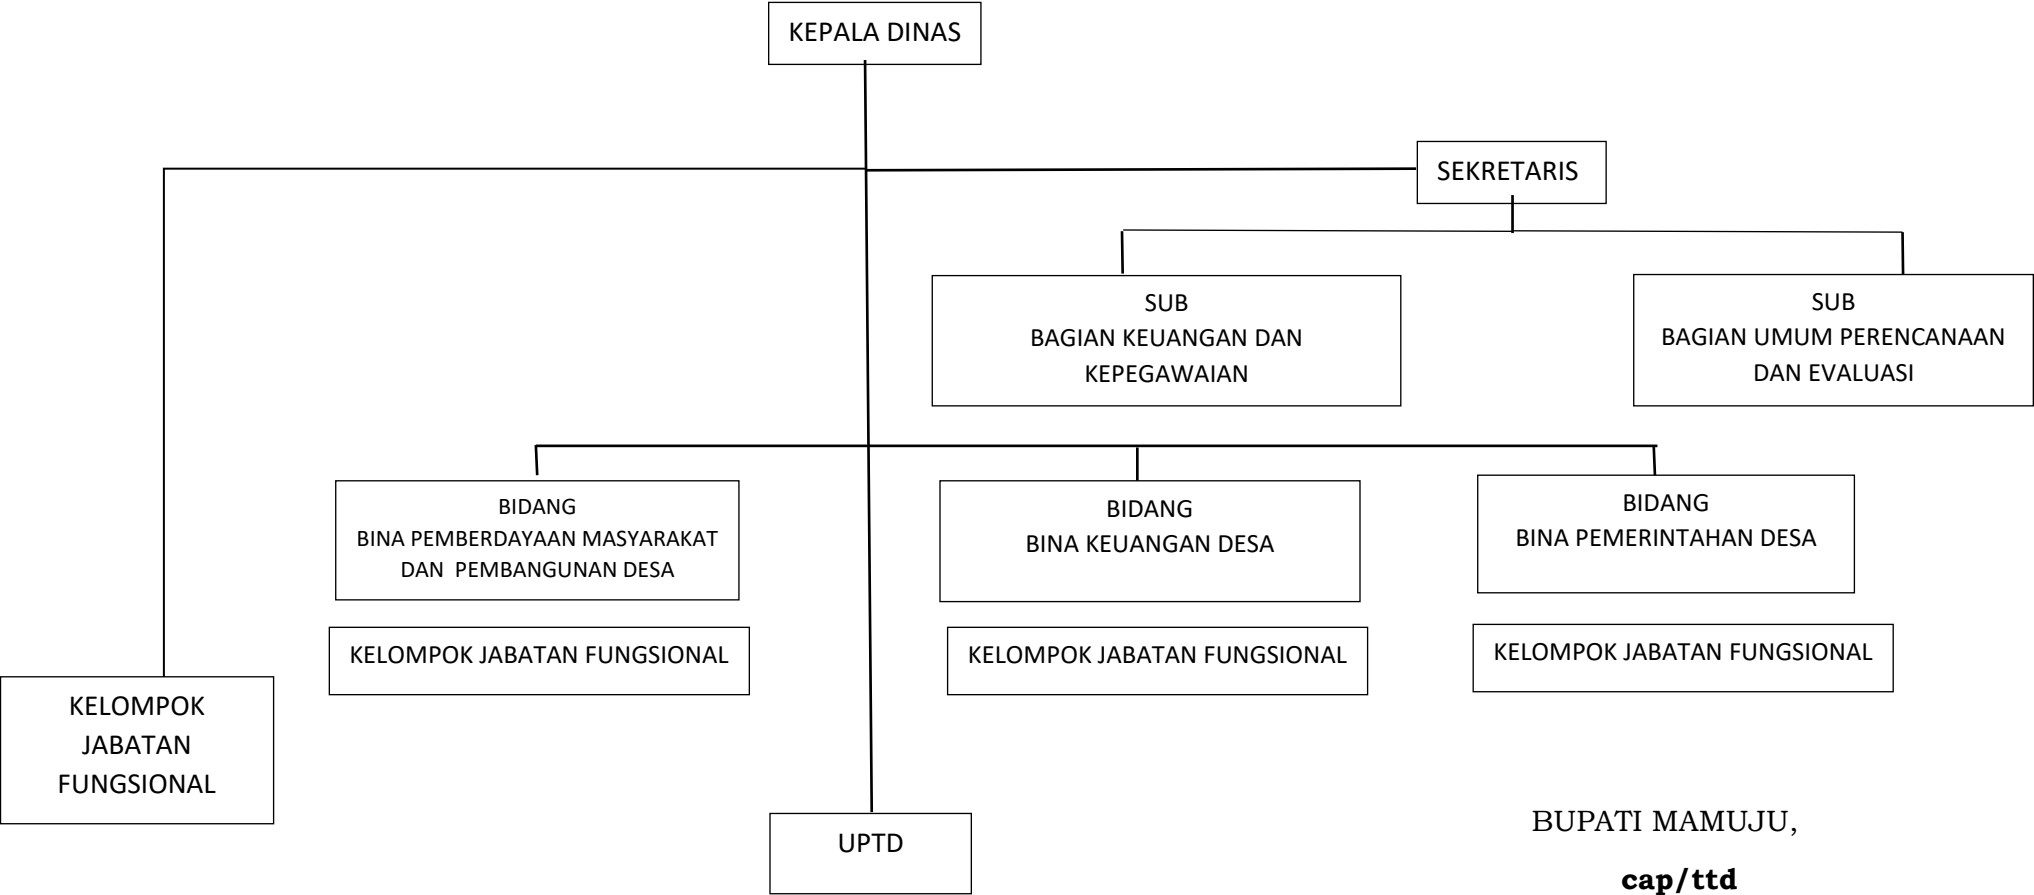 KEPALA DINAS
SEKRETARIS
SUB
BAGIAN KEUANGAN DAN
KEPEGAWAIAN
SUB
BAGIAN UMUM PERENCANAAN
DAN EVALUASI
BIDANG
BINA PEMBERDAYAAN MASYARAKAT
DAN PEMBANGUNAN DESA
BIDANG
BINA KEUANGAN DESA
BIDANG
BINA PEMERINTAHAN DESA
KELOMPOK JABATAN FUNGSIONAL
KELOMPOK JABATAN FUNGSIONAL
KELOMPOK JABATAN FUNGSIONAL
KELOMPOK
JABATAN
FUNGSIONAL
UPTD
BUPATI MAMUJU,
cap/ttd